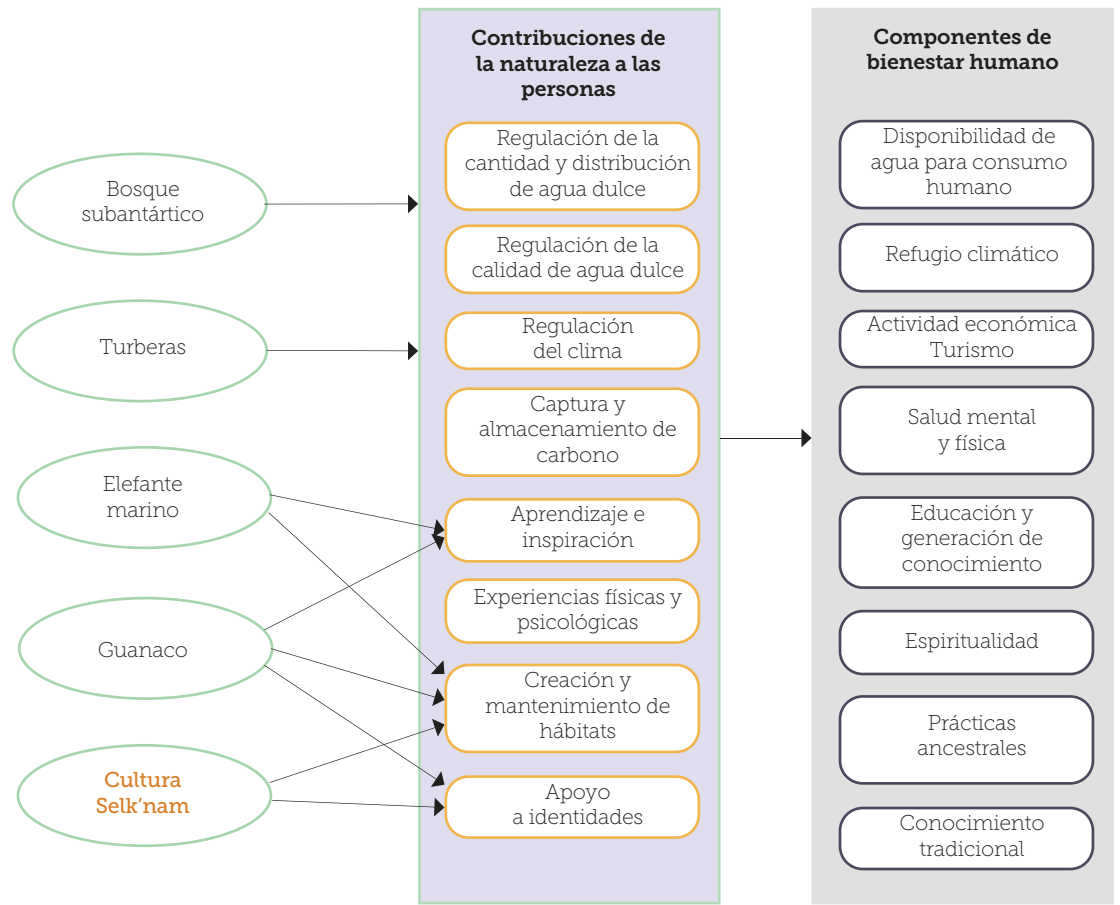 Bosque
subantártico
Turberas
Elefante
marino
Guanaco
Cultura
Selk'nam
Contribuciones de
la naturaleza a las
personas
Regulación de la
cantidad y distribución
de agua dulce
Regulación de la
calidad de agua dulce
Regulación
del clima
Captura y
almacenamiento de
carbono
Aprendizaje e
inspiración
Experiencias físicas y
psicológicas
Creación y
mantenimiento de
hábitats
Apoyo
a identidades
Componentes de
bienestar humano
Disponibilidad de
agua para consumo
humano
Refugio climático
Actividad económica
Turismo
Salud mental
y física
Educación y
generación de
conocimiento
Espiritualidad
Prácticas
ancestrales
Conocimiento
tradicional